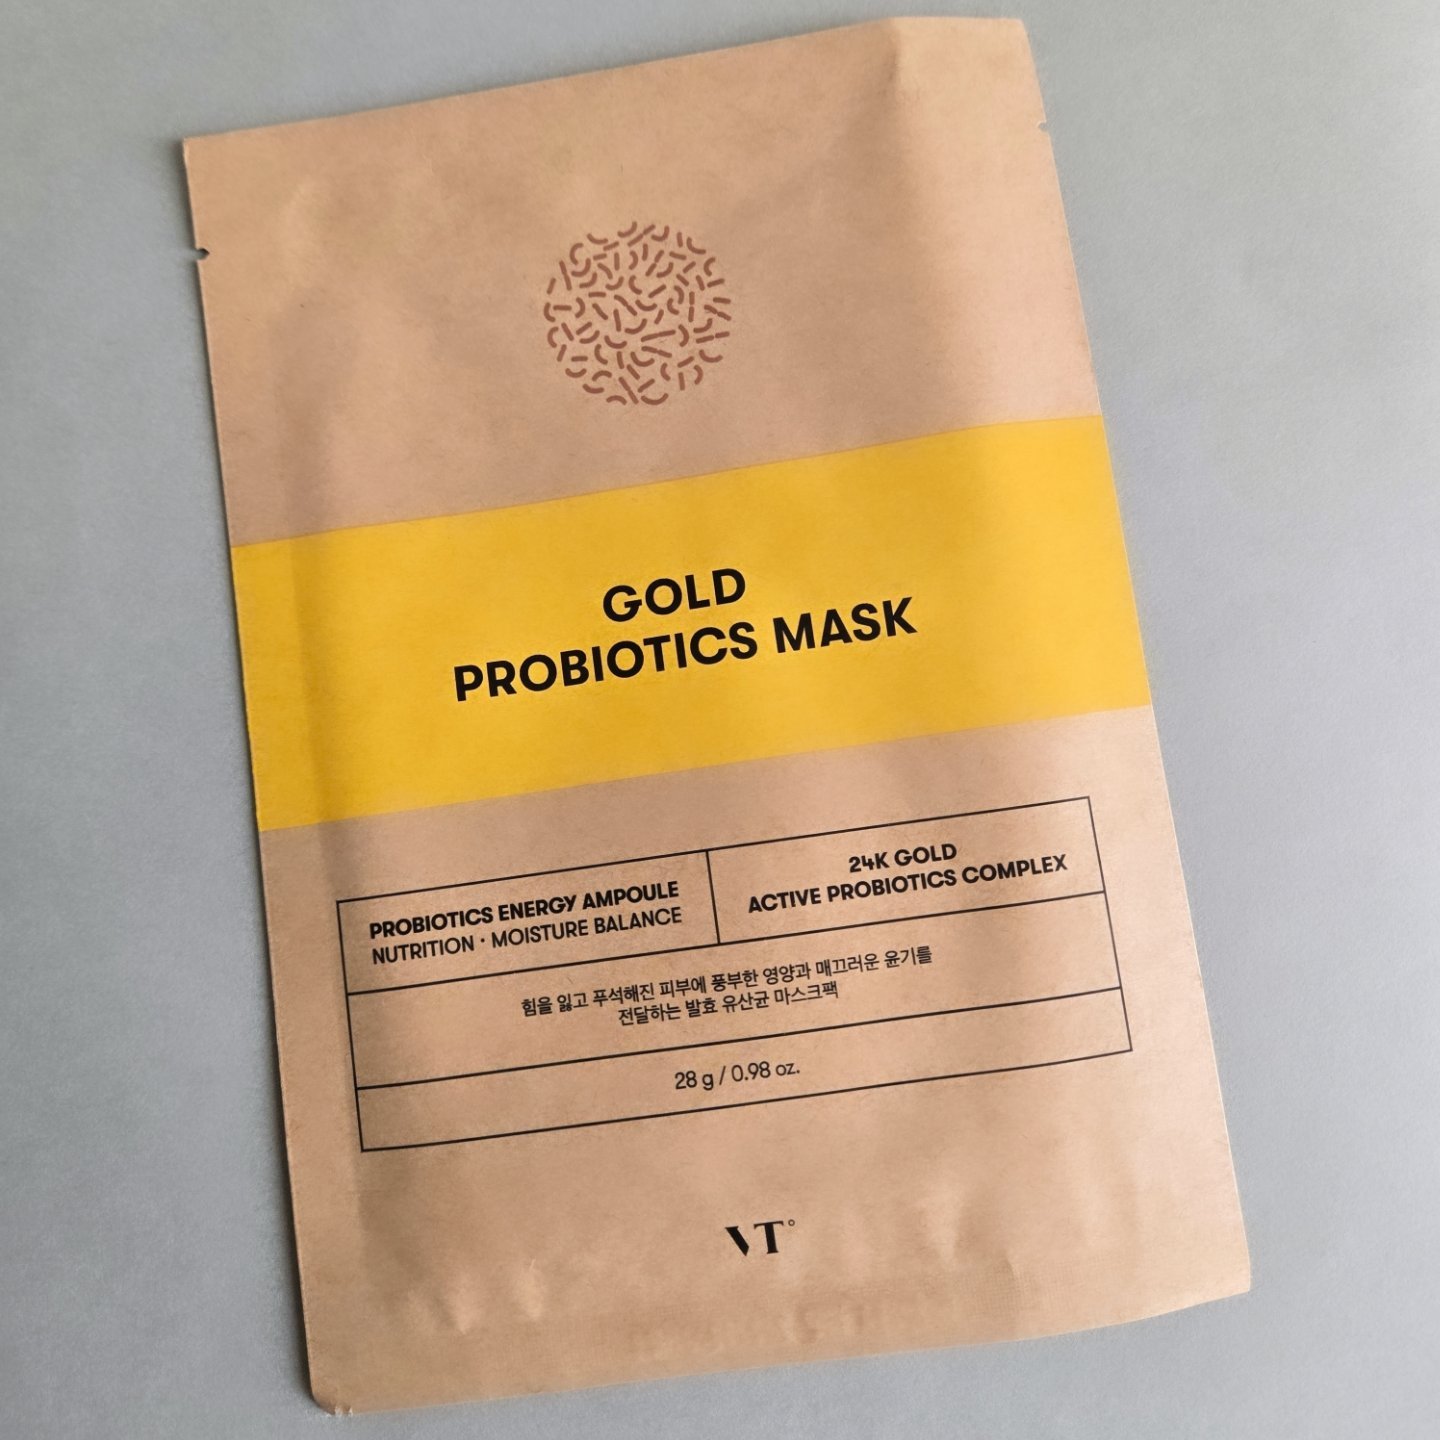 GOLD
PROBIOTICS MASK
PROBIOTICS ENERGY AMPOULE
NUTRITION · MOISTURE BALANCE
24K GOLD
ACTIVE PROBIOTICS COMPLEX
힘을 잃고 푸석해진 피부에 풍부한 영양과 매끄러운 윤기를
전달하는 발효 유산균 마스크팩
28 g / 0.98 oz.
VT°